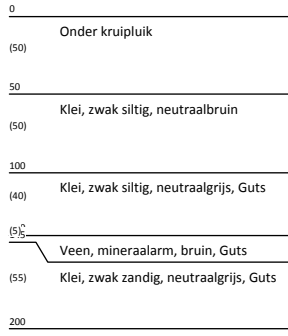 0
Onder kruipluik
(50)
50
Klei, zwak siltig, neutraalbruin
(50)
100
Klei, zwak siltig, neutraalgrijs, Guts
(40)
(5)
Veen, mineraalarm, bruin, Guts
Klei, zwak zandig, neutraalgrijs, Guts
(55)
200